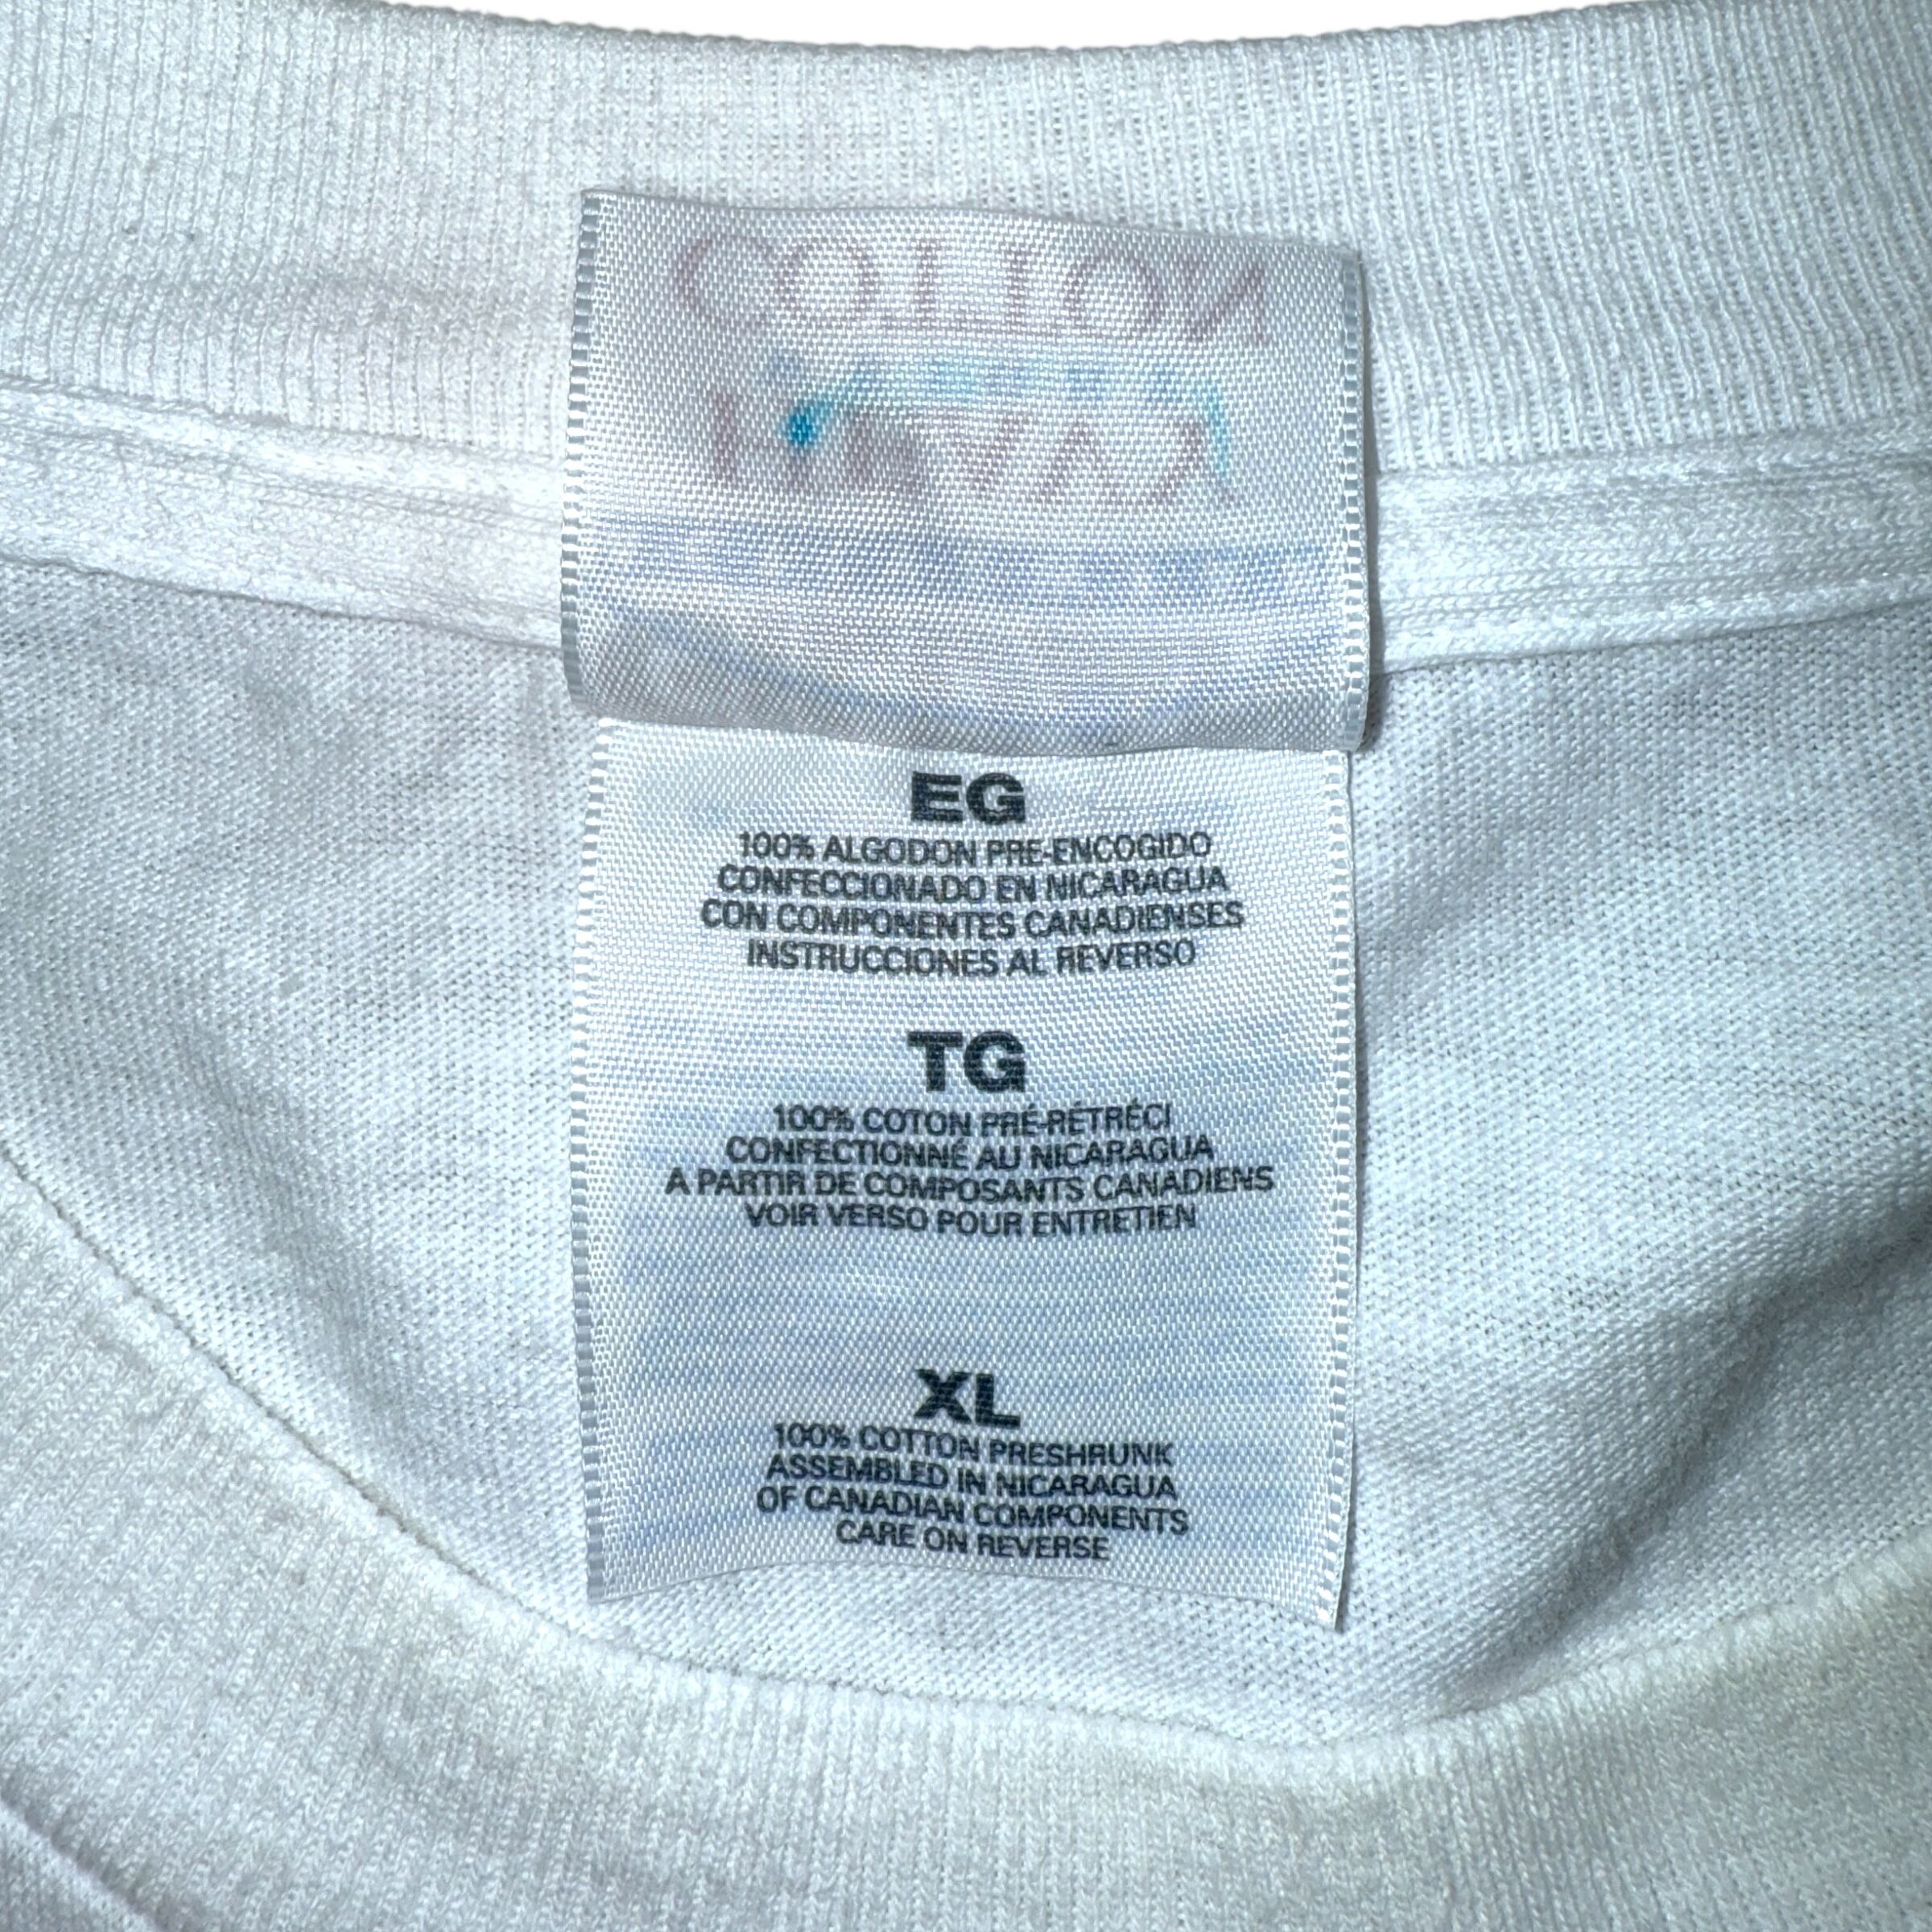 COTTON
EG
100% ALGODON PRE-ENCOGIDO
CONFECCIONADO EN NICARAGUA
CON COMPONENTES CANADIENSES
INSTRUCCIONES AL REVERSO
TG
100% COTON PRÉ-RÉTRÉCI
CONFECTIONNÉ AU NICARAGUA
A PARTIR DE COMPOSANTS CANADIENS
VOIR VERSO POUR ENTRETIEN
XL
100% COTTON PRESHRUNK
ASSEMBLED IN NICARAGUA
OF CANADIAN COMPONENTS
CARE ON REVERSE